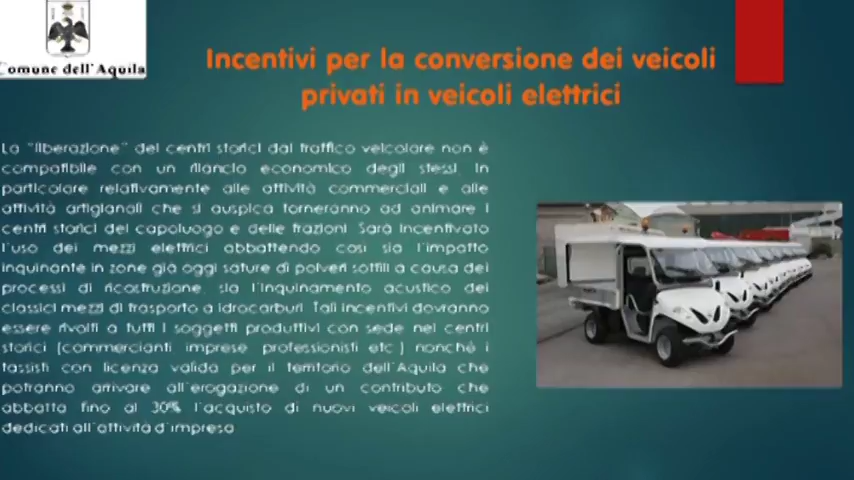 Comune dell'Aquila
Incentivi per la conversione dei veicoli
privati in veicoli elettrici
La "liberazione" dei centri storici dal traffico veicolare non è
compatibile con un rilancio economico degli stessi. In
particolare relativamente alle attività commerciali e alle
attività artigianali che si auspica torneranno ad animare i
centri storici del capoluogo e delle frazioni. Sarà incentivato
l'uso dei mezzi elettrici abbattendo così sia l'impatto
inquinante in zone già oggi sature di polveri sottili a causa dei
processi di ricostruzione, sia l'inquinamento acustico dei
classici mezzi di trasporto a idrocarburi. Tali incentivi dovranno
essere rivolti a tutti i soggetti produttivi con sede nei centri
storici (commercianti imprese professionisti etc.) nonché i
tassisti con licenza valida per il territorio dell'Aquila che
potranno arrivare all'erogazione di un contributo che
abbatta fino al 30% l'acquisto di nuovi veicoli elettrici
dedicati all'attività d'impresa